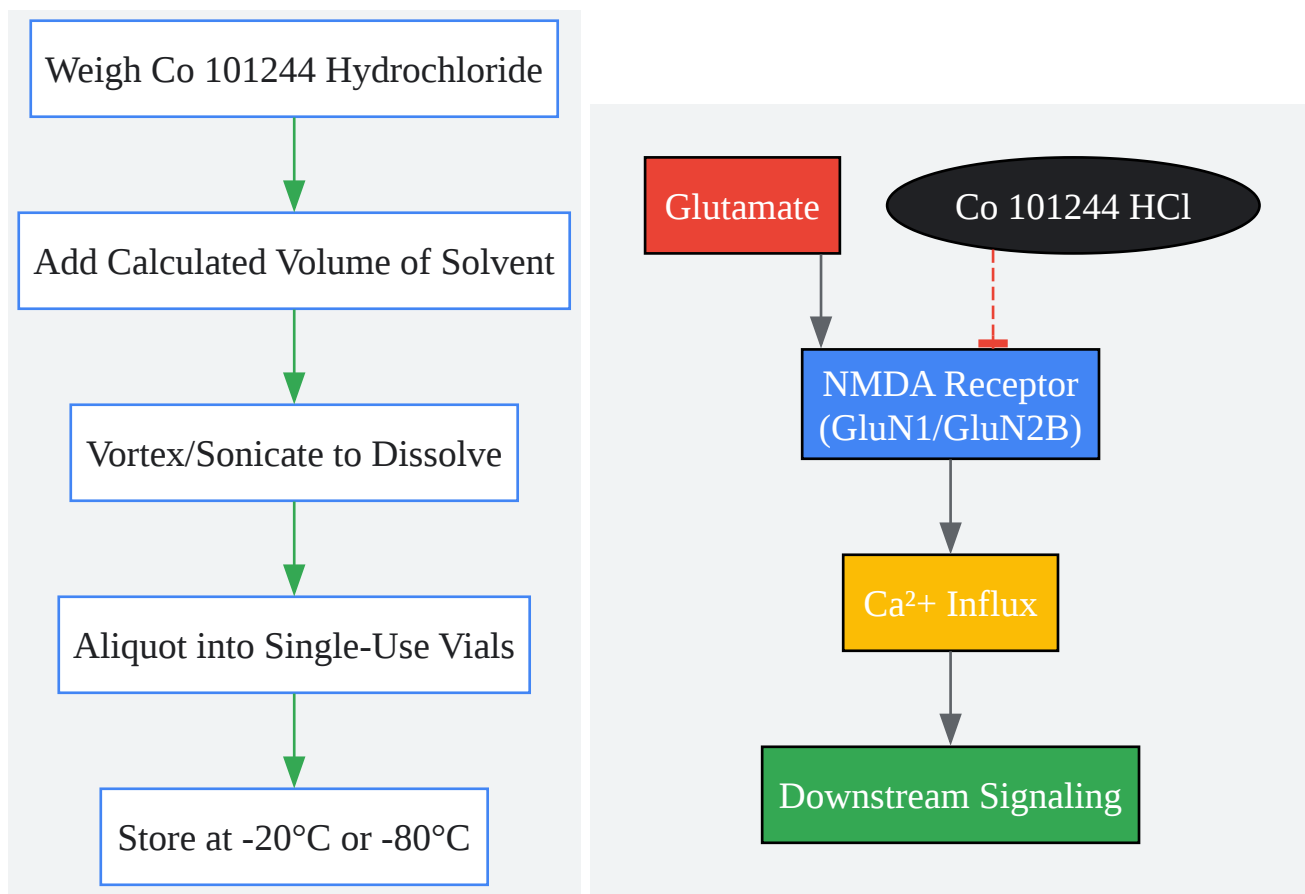 Weigh Co 101244 Hydrochloride
Add Calculated Volume of Solvent
Vortex/Sonicate to Dissolve
Aliquot into Single-Use Vials
Store at -20°C or -80°C
Glutamate
Co 101244 HCl
NMDA Receptor
(GluN1/GluN2B)
Ca²+ Influx
Downstream Signaling